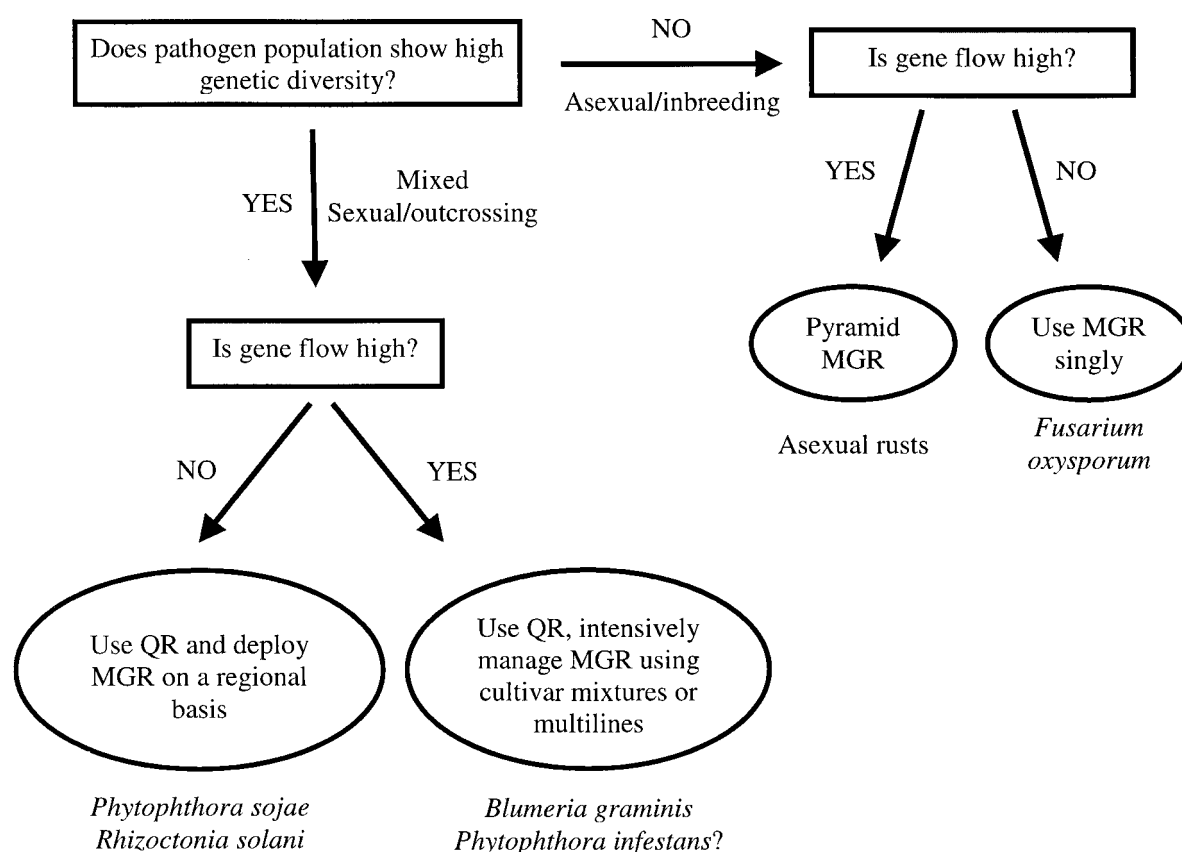 Does pathogen population show high
genetic diversity?
NO
Asexual/inbreeding
Is gene flow high?
YES
Mixed
Sexual/outcrossing
YES
NO
Is gene flow high?
Pyramid
MGR
Use MGR
singly
Asexual rusts
Fusarium
oxysporum
NO
YES
Use QR and deploy
MGR on a regional
basis
Use QR, intensively
manage MGR using
cultivar mixtures or
multilines
Phytophthora sojae
Rhizoctonia solani
Blumeria graminis
Phytophthora infestans?